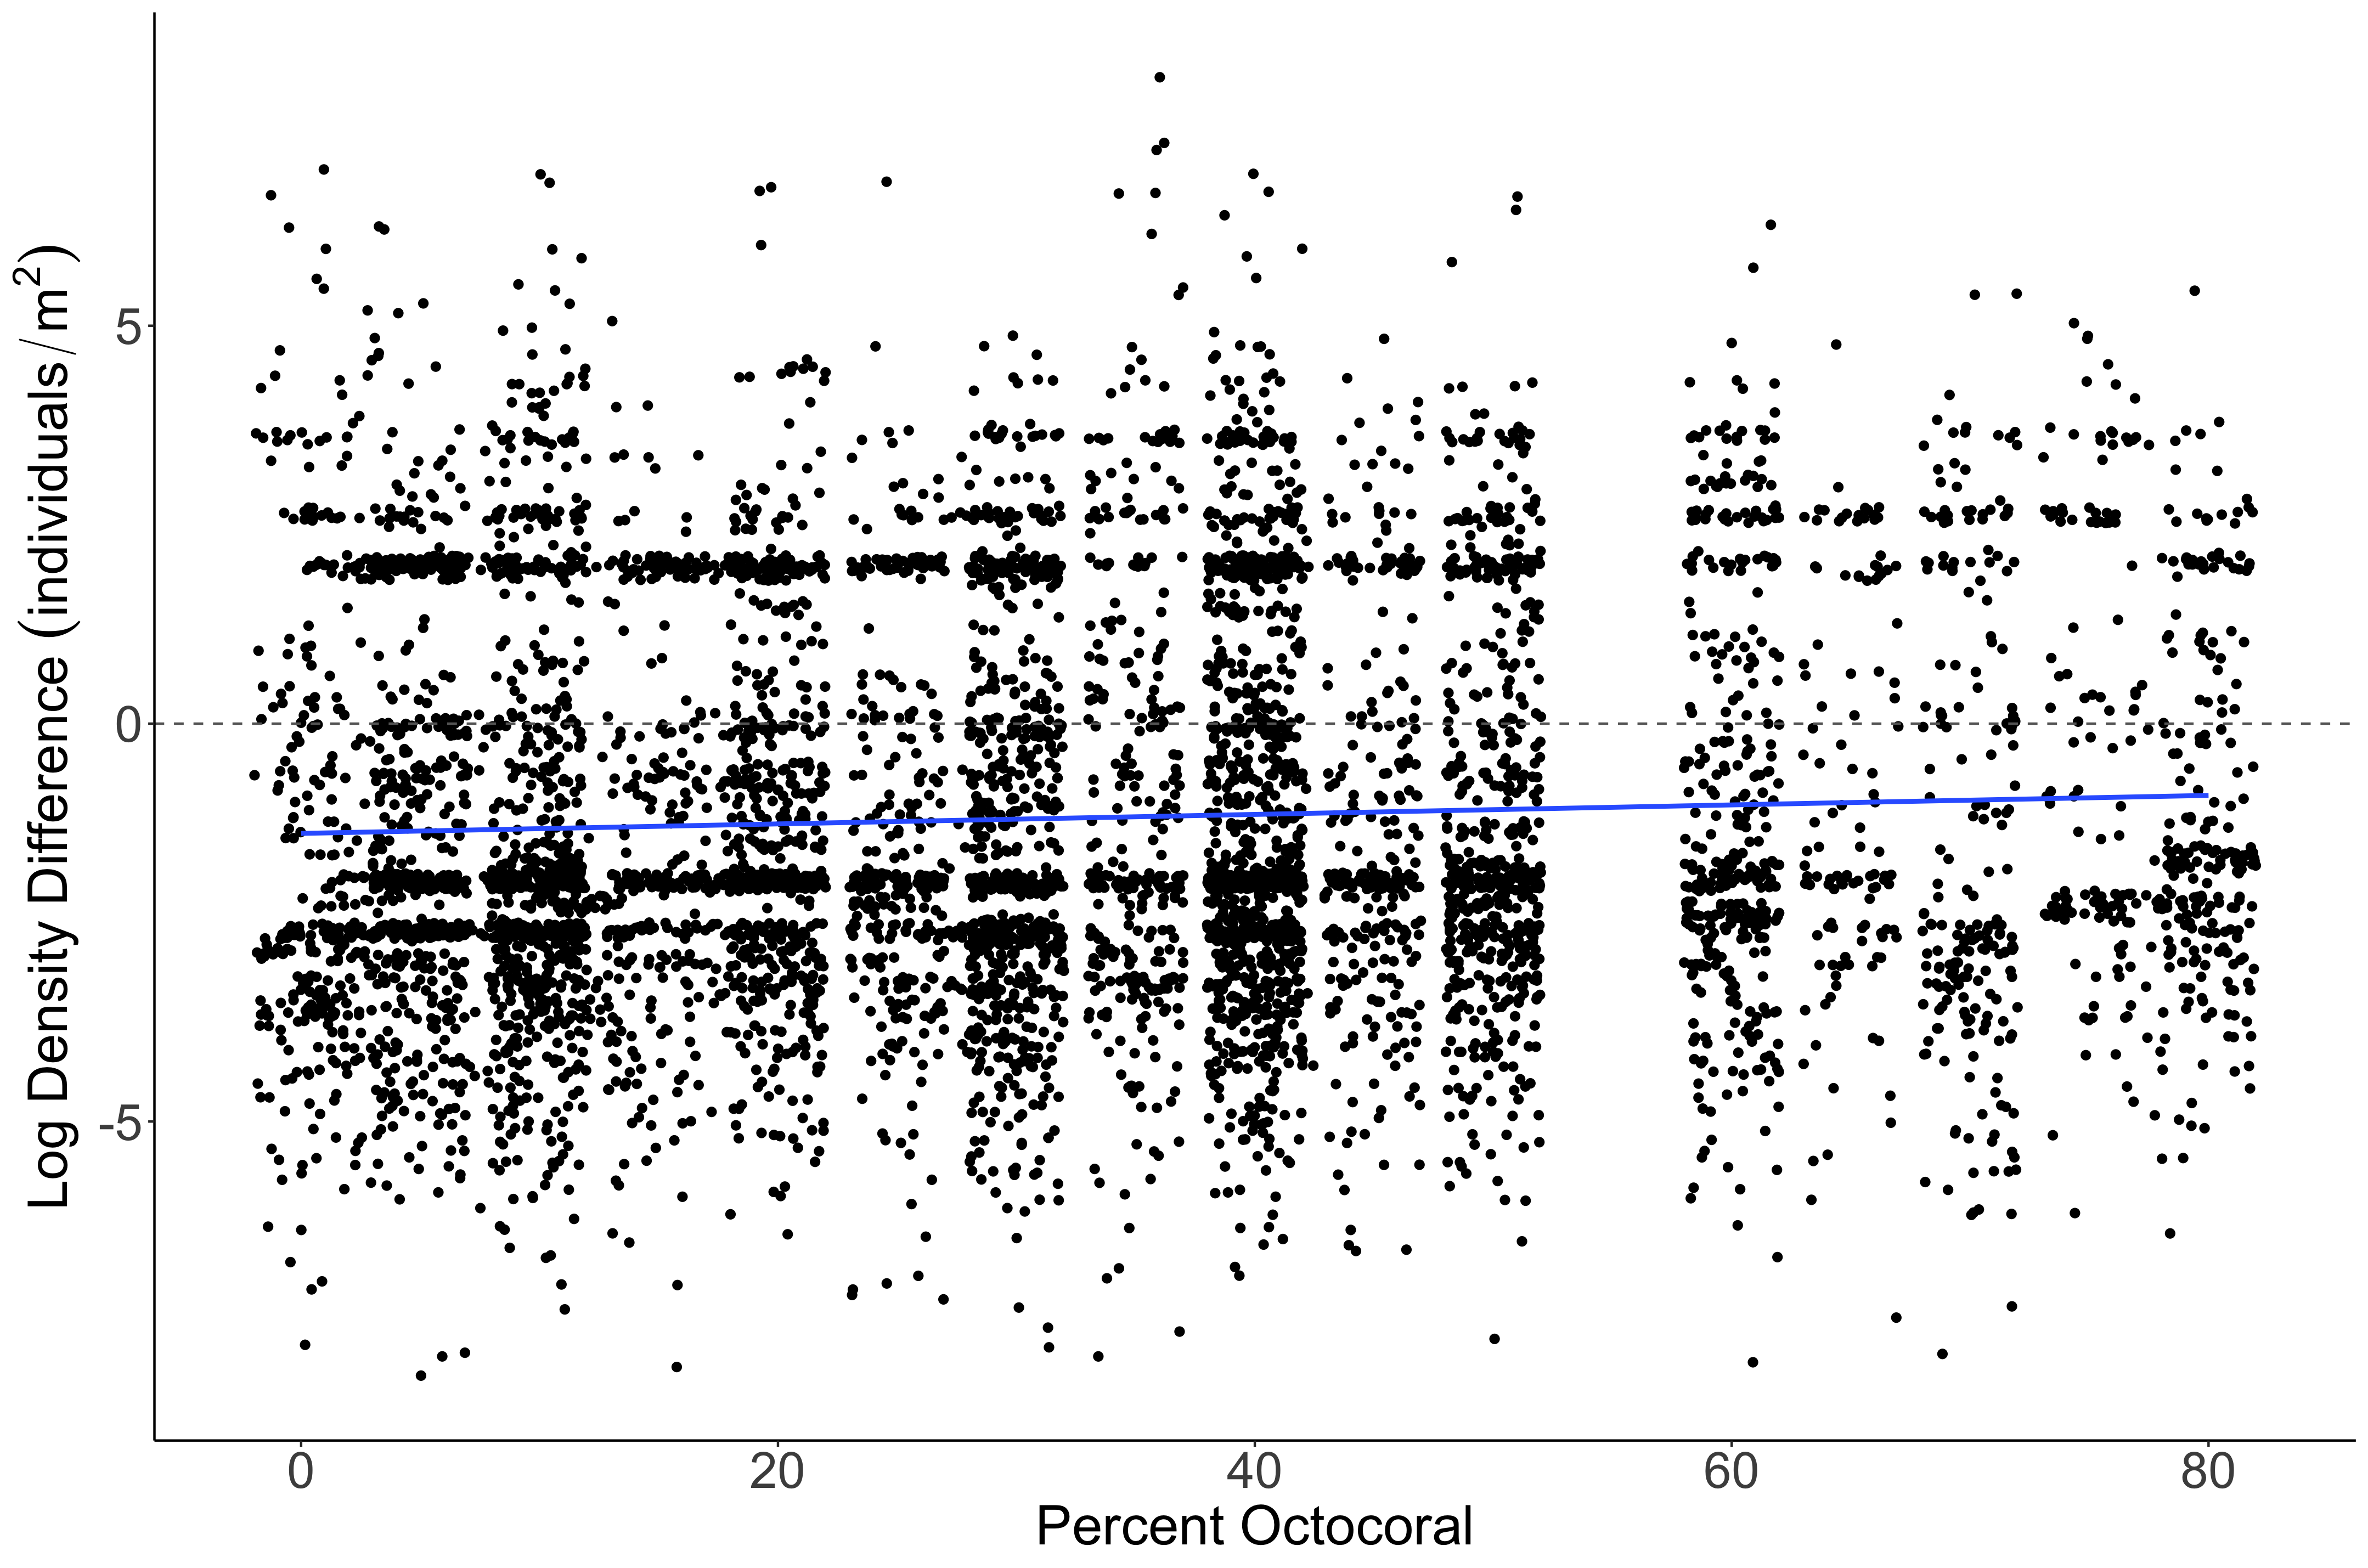 Log Density Difference (individuals/m²)
5
0
-5
0 20 40 60 80
Percent Octocoral